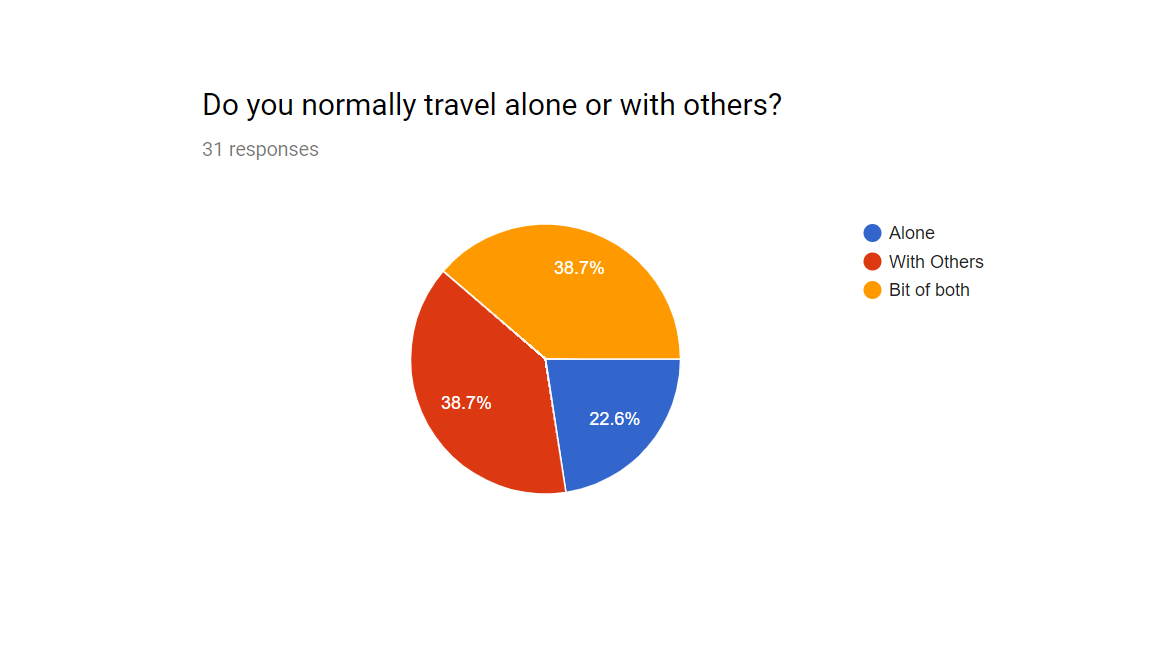 Do you normally travel alone or with others?
31 responses
38.7%
38.7%
22.6%
Alone
With Others
Bit of both